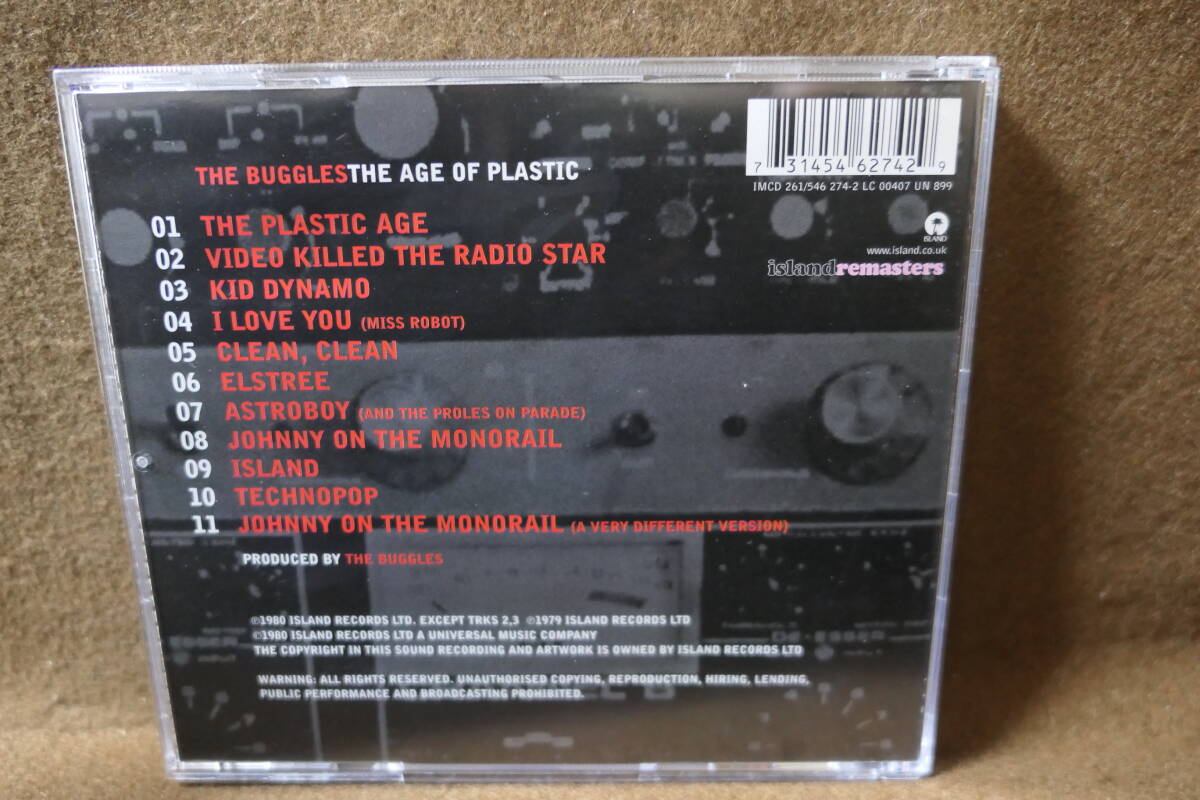 7 31454 62742 9
IMCD 261/546 274-2 LC 00407 UN 899
ISLAND
www.island.co.uk
islandremasters
THE BUGGLESTHE AGE OF PLASTIC
01 THE PLASTIC AGE
02 VIDEO KILLED THE RADIO STAR
03 KID DYNAMO
04 I LOVE YOU (MISS ROBOT)
05 CLEAN, CLEAN
06 ELSTREE
07 ASTROBOY (AND THE PROLES ON PARADE)
08 JOHNNY ON THE MONORAIL
09 ISLAND
10 TECHNOPOP
11 JOHNNY ON THE MONORAIL (A VERY DIFFERENT VERSION)
PRODUCED BY THE BUGGLES
℗1980 ISLAND RECORDS LTD. EXCEPT TRKS 2,3 ℗1979 ISLAND RECORDS LTD
©1980 ISLAND RECORDS LTD A UNIVERSAL MUSIC COMPANY
THE COPYRIGHT IN THIS SOUND RECORDING AND ARTWORK IS OWNED BY ISLAND RECORDS LTD
WARNING: ALL RIGHTS RESERVED. UNAUTHORISED COPYING, REPRODUCTION, HIRING, LENDING,
PUBLIC PERFORMANCE AND BROADCASTING PROHIBITED.